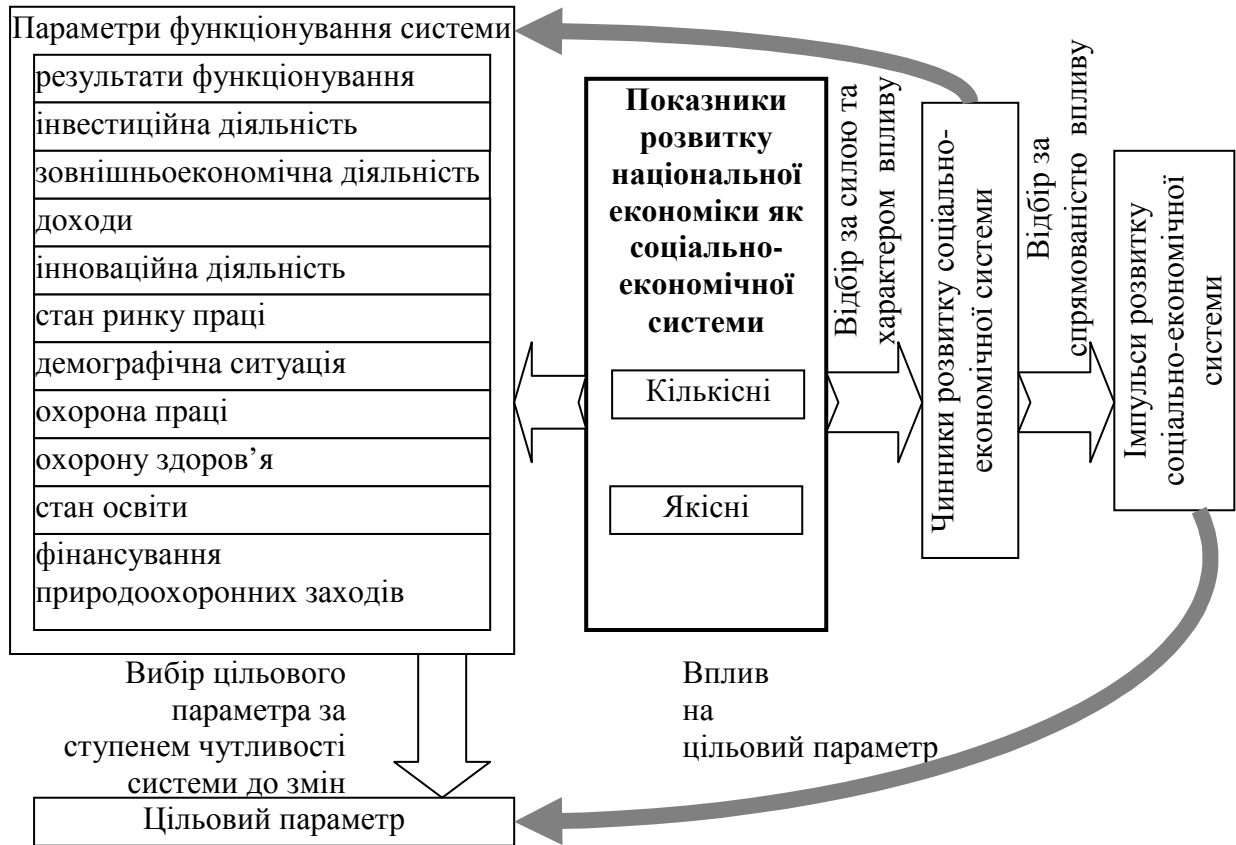 Параметри функціонування системи
результати функціонування
інвестиційна діяльність
зовнішньоекономічна діяльність
доходи
інноваційна діяльність
стан ринку праці
демографічна ситуація
охорона праці
охорону здоров’я
стан освіти
фінансування
природоохоронних заходів
Показники
розвитку
національної
економіки як
соціально-
економічної
системи
Кількісні
Якісні
Відбір за силою та
характером впливу
Чинники розвитку соціально-
економічної системи
Відбір за
спрямованістю впливу
Імпульси розвитку
соціально-економічної
системи
Вибір цільового
параметра за
ступенем чутливості
системи до змін
Вплив
на
цільовий параметр
Цільовий параметр